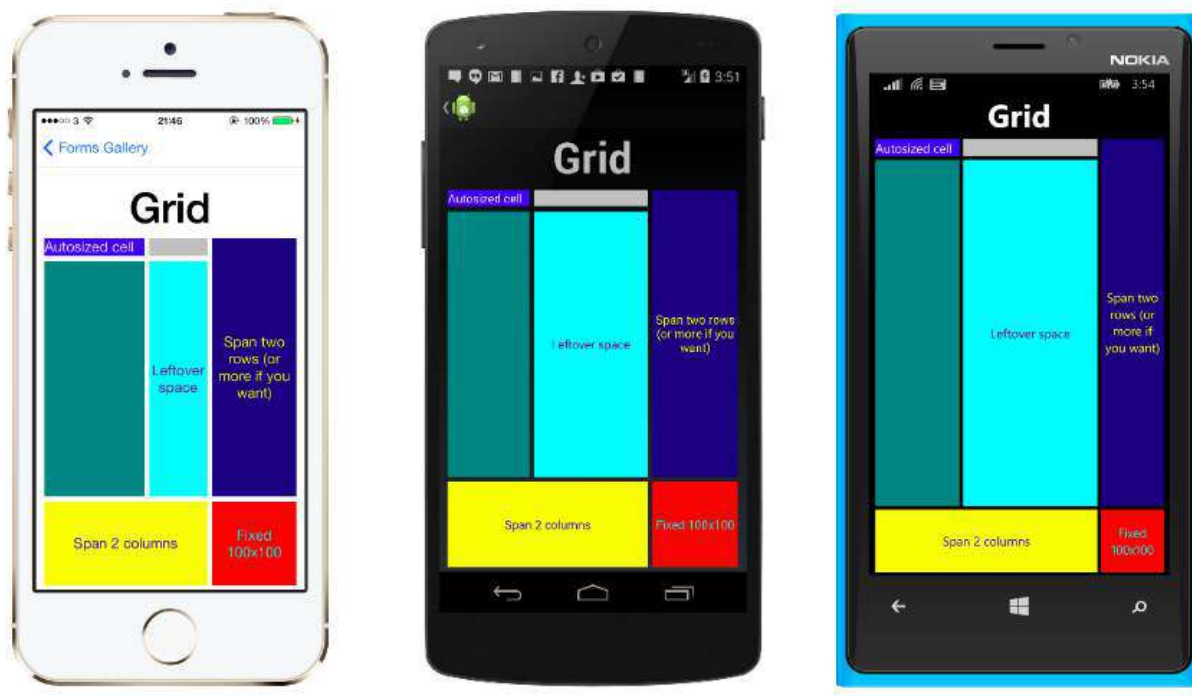 ●●●○○ 3 21:46 100%
Forms Gallery
Grid
Autosized cell
Leftover
space
Span two
rows (or
more if you
want)
Span 2 columns
Fixed
100x100
3:51
Grid
Autosized cell
Leftover space
Span two rows
(or more if you
want)
Span 2 columns
Fixed 100x100
NOKIA
3:54
Grid
Autosized cell
Leftover space
Span two
rows (or
more if
you want)
Span 2 columns
Fixed
100x100